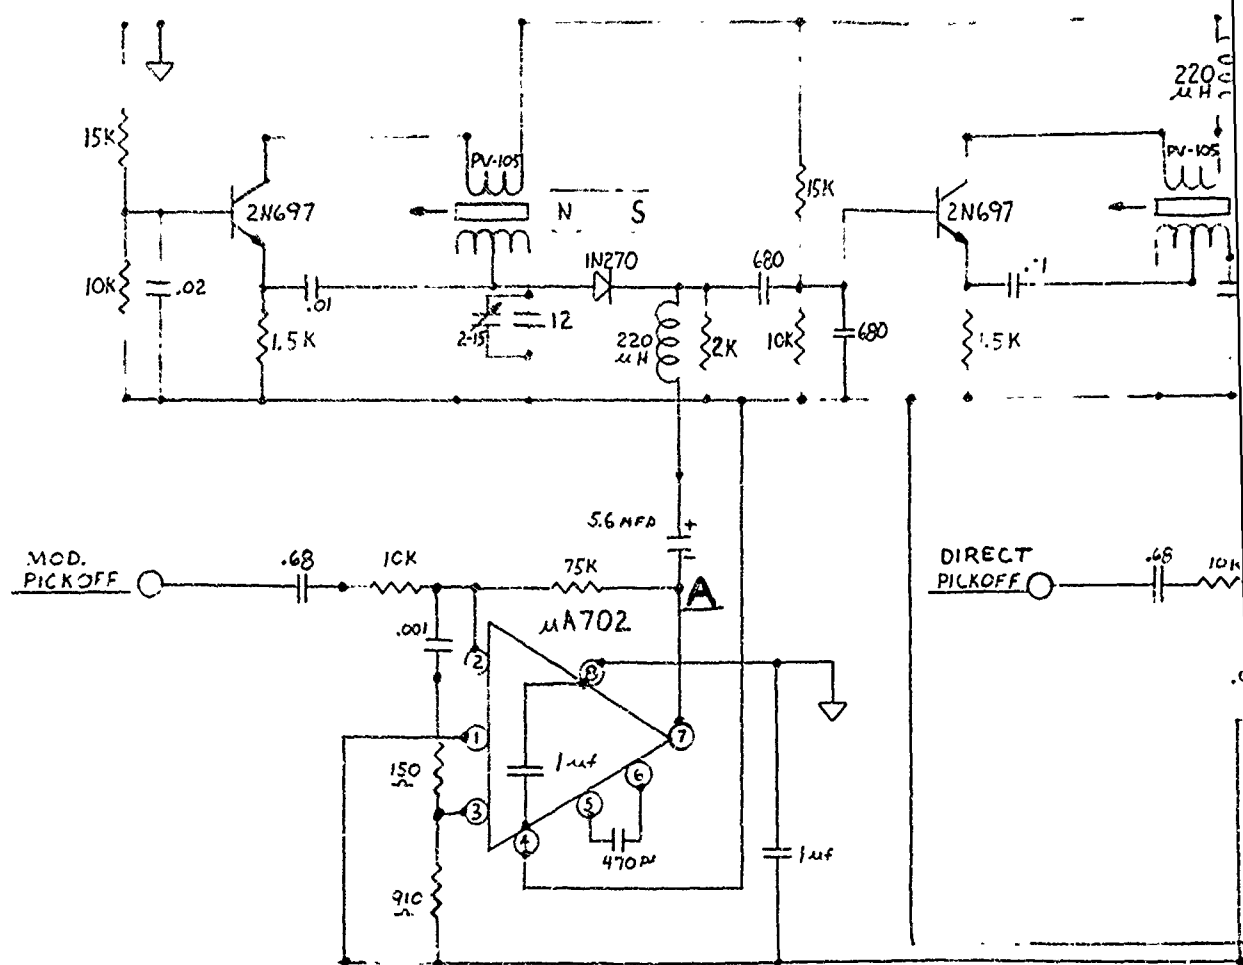 220
μH
15K
PV-105
PV-105
2N697
N S
15K
2N697
1N270
680
10K
.02
.01
2-15
12
1.5K
220
μH
2K
10K
680
1.5K
5.6 MFD
+
-
MOD.
PICKOFF
.68
10K
75K
A
DIRECT
PICKOFF
.68
10K
.001
μA702
2
8
1
7
150
Ω
1μf
6
3
5
4
470
1μf
910
Ω